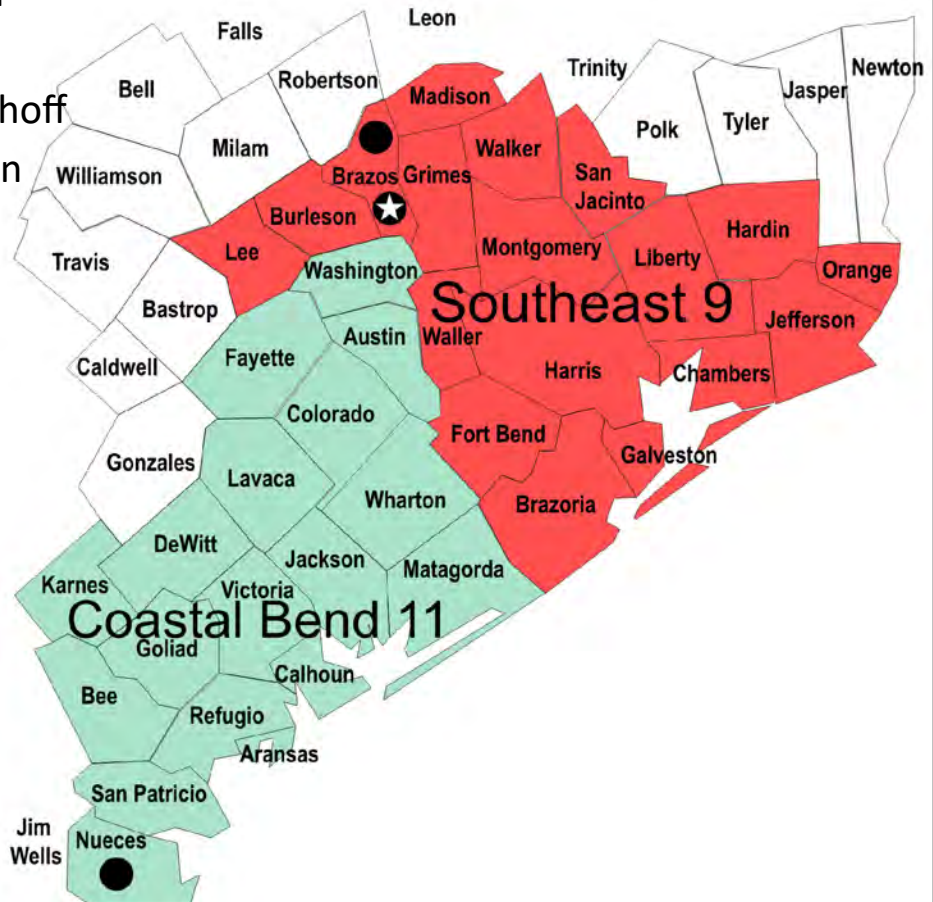 Leon
Falls
Robertson
Bell
Trinity
Newton
Jasper
Madison
hoff
Tyler
Polk
Milam
Walker
n
Williamson
San
Jacinto
Brazos
Grimes
Burleson
Hardin
Montgomery
Lee
Liberty
Travis
Washington
Orange
Bastrop
Southeast 9
Jefferson
Austin
Waller
Fayette
Caldwell
Harris
Chambers
Colorado
Fort Bend
Galveston
Gonzales
Lavaca
Wharton
Brazoria
DeWitt
Jackson
Matagorda
Karnes
Victoria
Coastal Bend 11
Goliad
Calhoun
Bee
Refugio
Aransas
San Patricio
Jim
Wells
Nueces